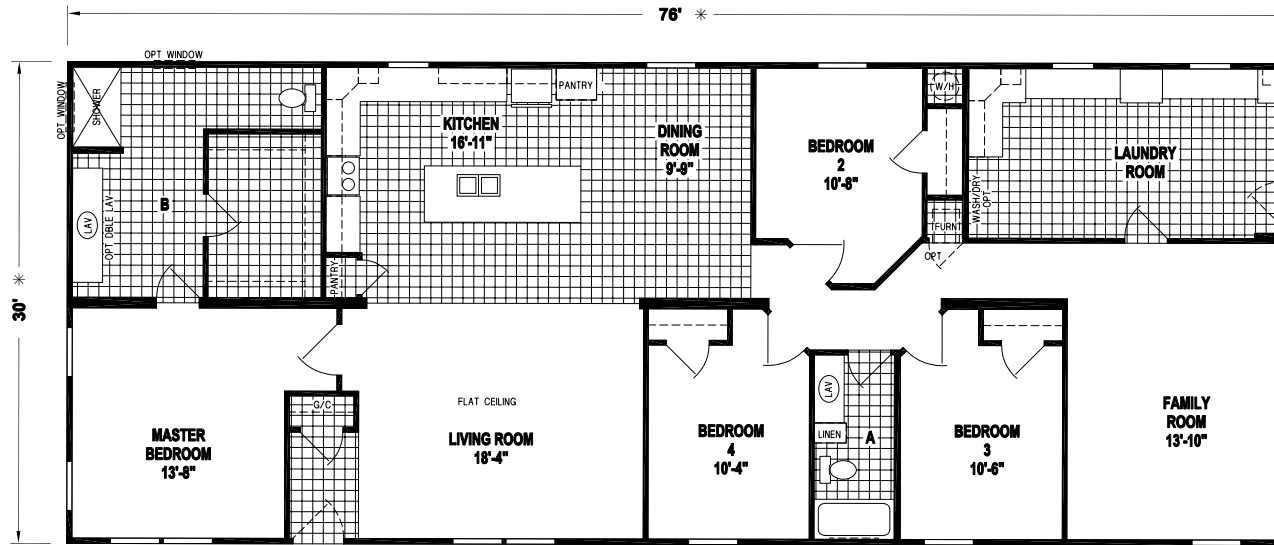 76' ✳
OPT WINDOW
OPT WINDOW
SHOWER
PANTRY
W/H
KITCHEN
16'-11"
DINING
ROOM
9'-9"
BEDROOM
2
10'-8"
LAUNDRY
ROOM
WASH/DRY
OPT
LAV
OPT DBLE LAV
B
FURN
OPT
PANTRY
30' ✳
G/C
FLAT CEILING
MASTER
BEDROOM
13'-8"
LIVING ROOM
18'-4"
BEDROOM
4
10'-4"
LAV
LINEN
A
BEDROOM
3
10'-6"
FAMILY
ROOM
13'-10"